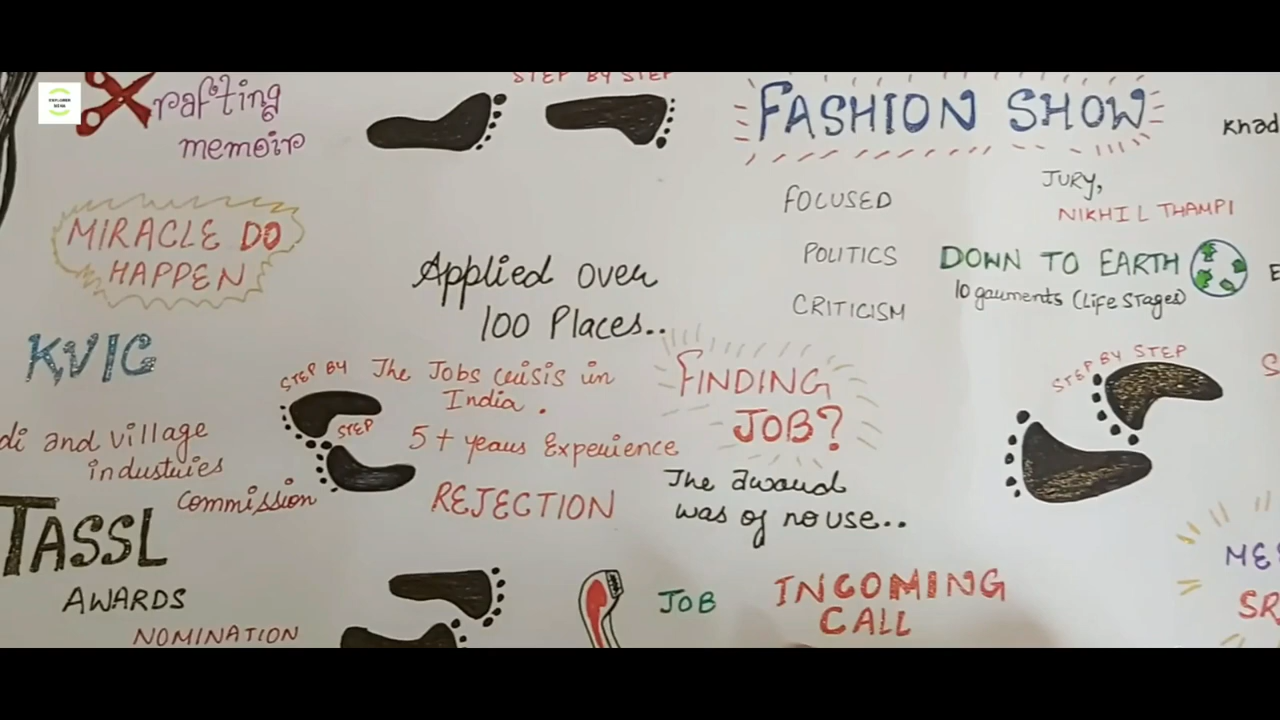 STEP BY STEP
rafting
memoir
FASHION SHOW
Khad
FOCUSED
JURY,
NIKHIL THAMPI
MIRACLE DO
HAPPEN
Applied over
100 Places..
POLITICS
DOWN TO EARTH
10 garments (Life Stages)
CRITICISM
KVIC
STEP BY
STEP
The Jobs crisis in
India.
FINDING
JOB?
STEP BY STEP
di and village
industries
commission
5+ years Experience
REJECTION
The award
was of no use..
TASSL
AWARDS
NOMINATION
JOB
INCOMING
CALL
ME
SR